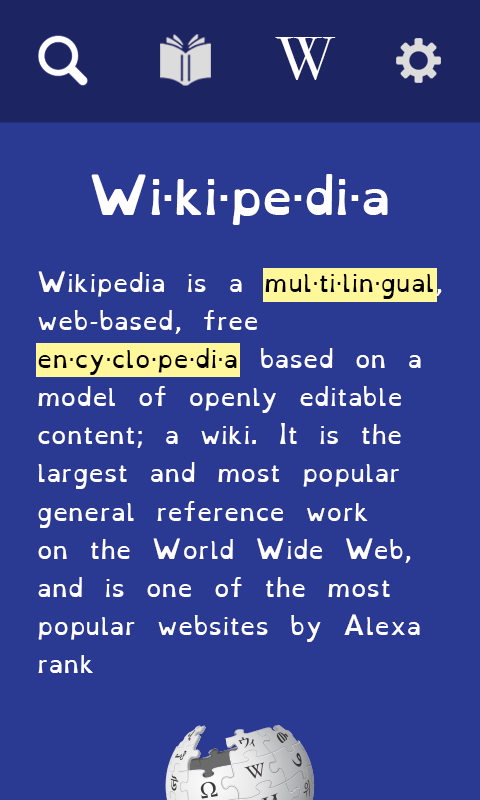 W
Wi·ki·pe·di·a
Wikipedia is a mul·ti·lin·gual,
web-based, free
en·cy·clo·pe·di·a based on a
model of openly editable
content; a wiki. It is the
largest and most popular
general reference work
on the World Wide Web,
and is one of the most
popular websites by Alexa
rank
Ω W